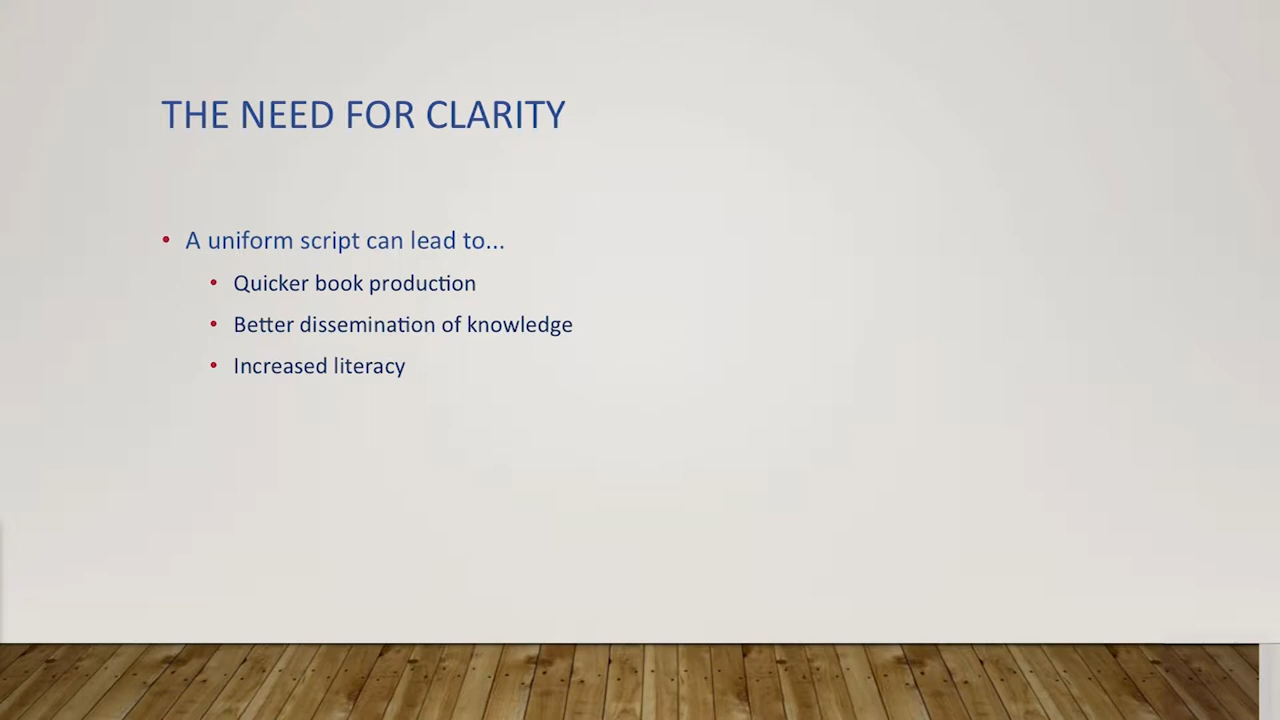 THE NEED FOR CLARITY
• A uniform script can lead to...
• Quicker book production
• Better dissemination of knowledge
• Increased literacy